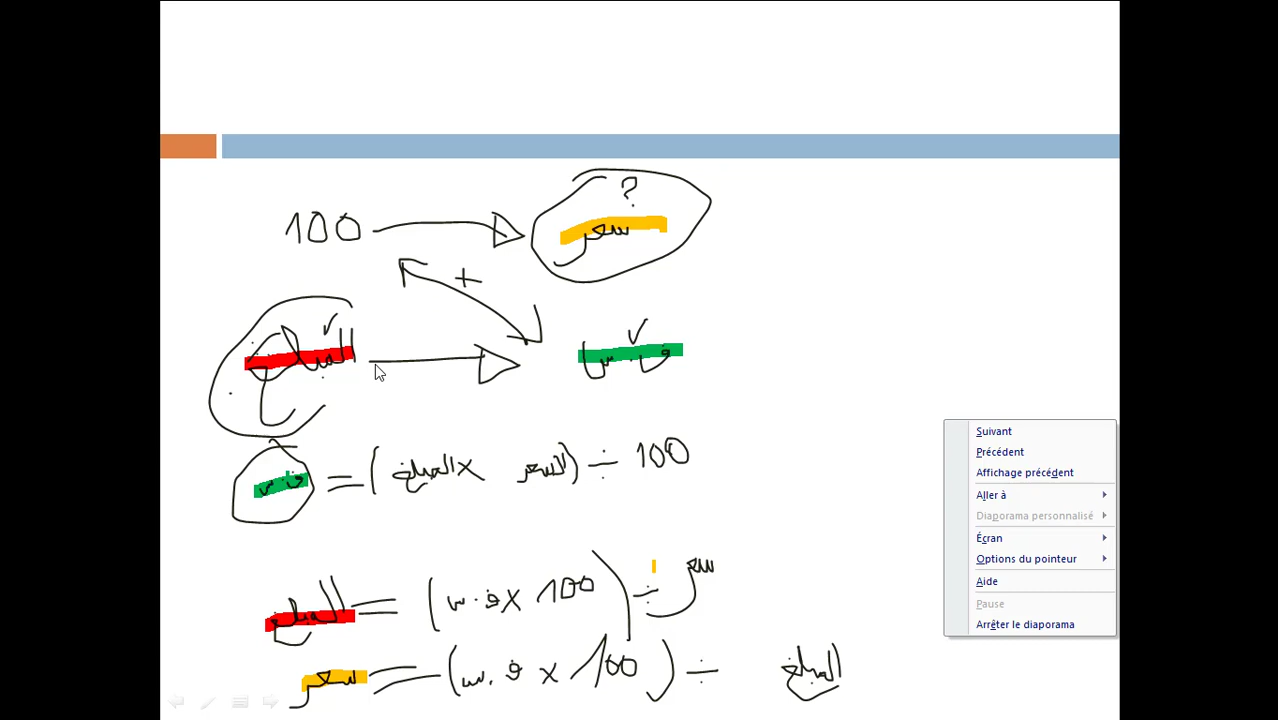 ?
100 سعر
+
المبلغ ف.س
ف.س = (المبلغ x السعر) ÷ 100
المبلغ = (ف.س x 100) ÷ سعر
سعر = (ف.س x 100) ÷ المبلغ
Suivant
Précédent
Affichage précédent
Aller à
Diaporama personnalisé
Écran
Options du pointeur
Aide
Pause
Arrêter le diaporama